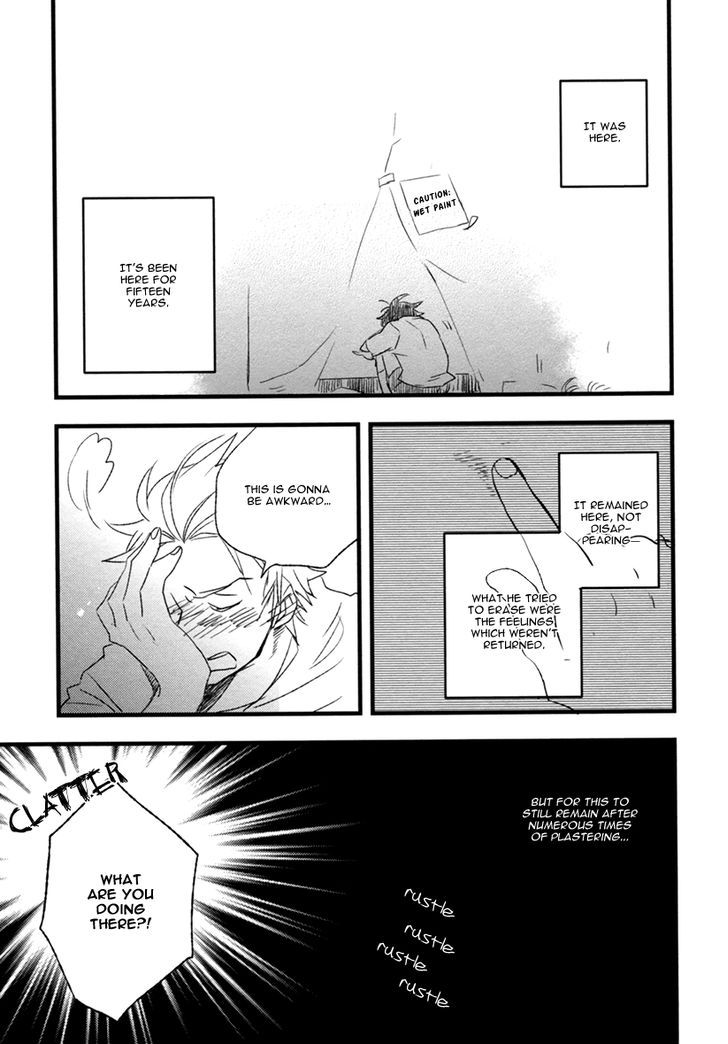 IT WAS
HERE.
CAUTION:
WET PAINT
IT'S BEEN
HERE FOR
FIFTEEN
YEARS.
IT REMAINED
HERE, NOT
DISAP-
PEARING—
WHAT HE TRIED
TO ERASE WERE
THE FEELINGS
WHICH WEREN'T
RETURNED.
THIS IS GONNA
BE AWKWARD...
BUT FOR THIS TO
STILL REMAIN AFTER
NUMEROUS TIMES
OF PLASTERING...
rustle
rustle
rustle
rustle
CLATTER
WHAT
ARE YOU
DOING
THERE?!